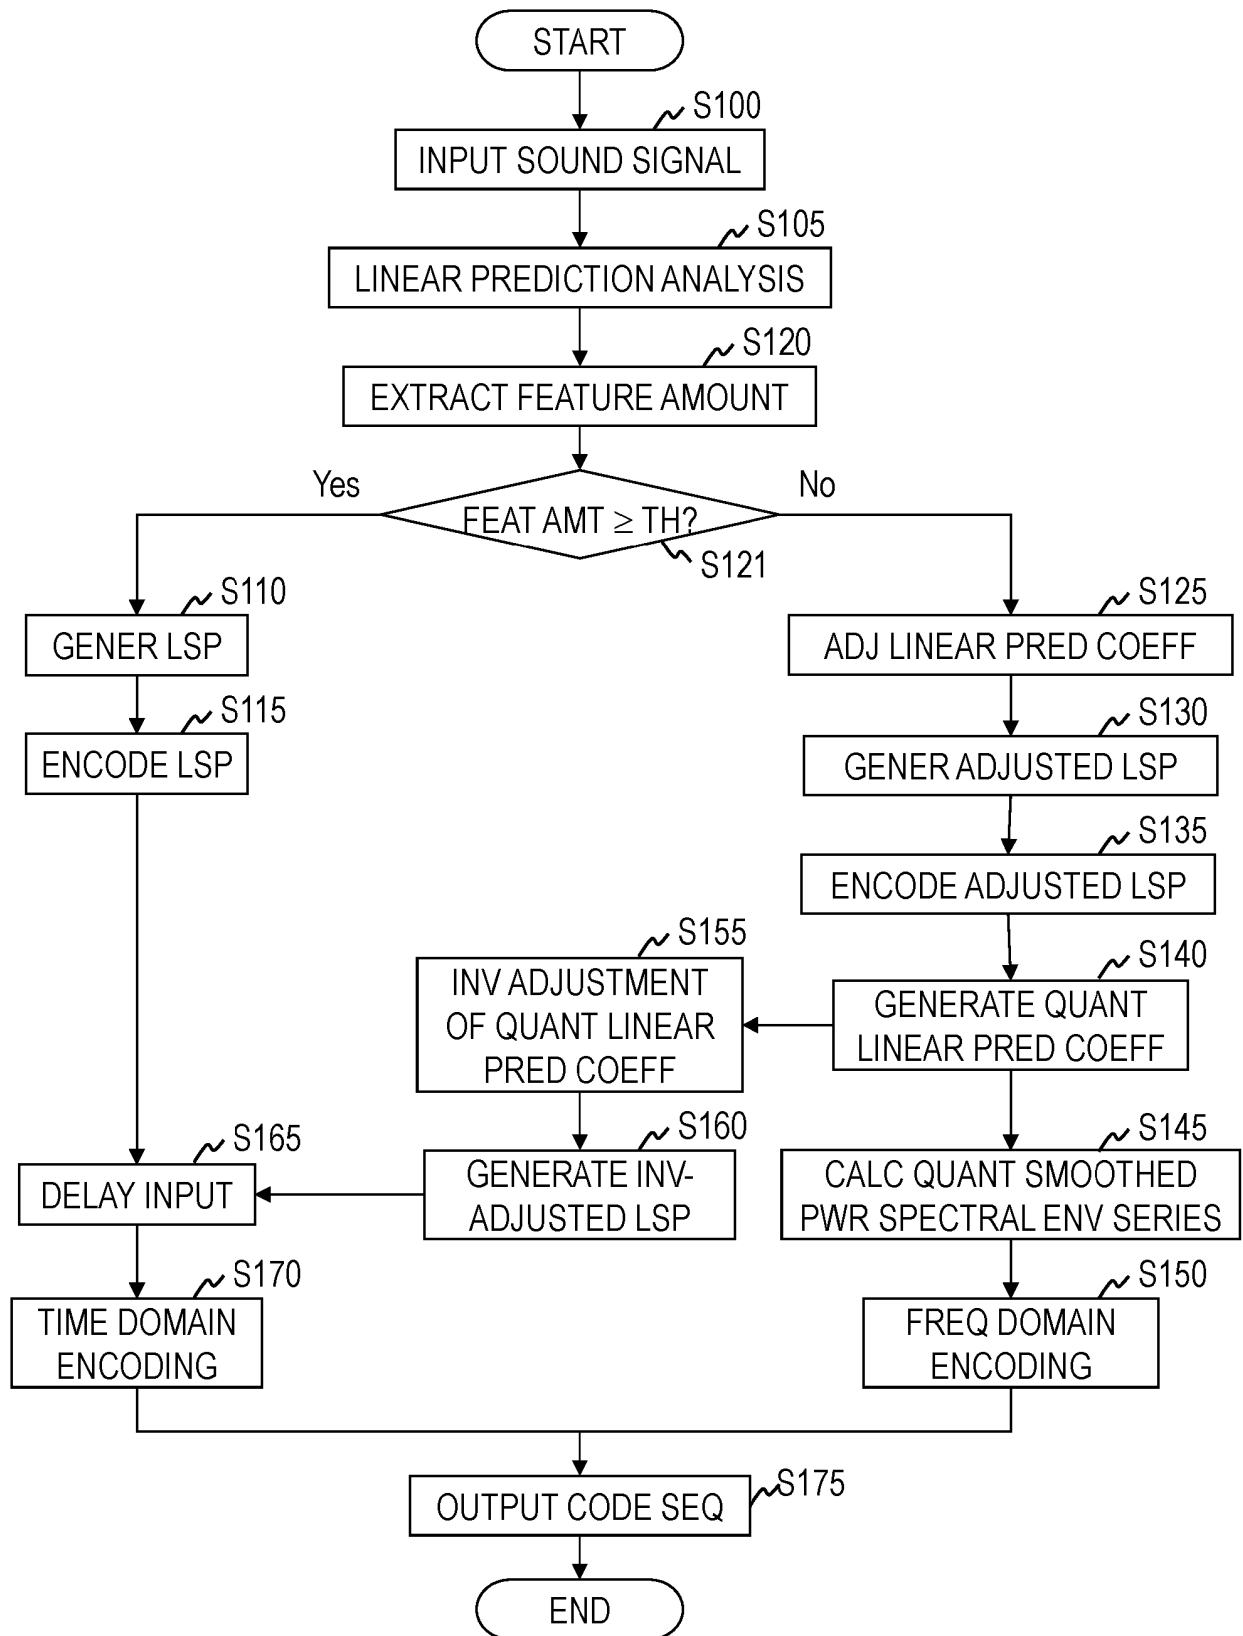 START
S100
INPUT SOUND SIGNAL
S105
LINEAR PREDICTION ANALYSIS
S120
EXTRACT FEATURE AMOUNT
Yes
No
FEAT AMT ≥ TH?
S121
S110
GENER LSP
S125
ADJ LINEAR PRED COEFF
S115
ENCODE LSP
S130
GENER ADJUSTED LSP
S135
ENCODE ADJUSTED LSP
S155
INV ADJUSTMENT
OF QUANT LINEAR
PRED COEFF
S140
GENERATE QUANT
LINEAR PRED COEFF
S165
DELAY INPUT
S160
GENERATE INV-
ADJUSTED LSP
S145
CALC QUANT SMOOTHED
PWR SPECTRAL ENV SERIES
S170
TIME DOMAIN
ENCODING
S150
FREQ DOMAIN
ENCODING
S175
OUTPUT CODE SEQ
END